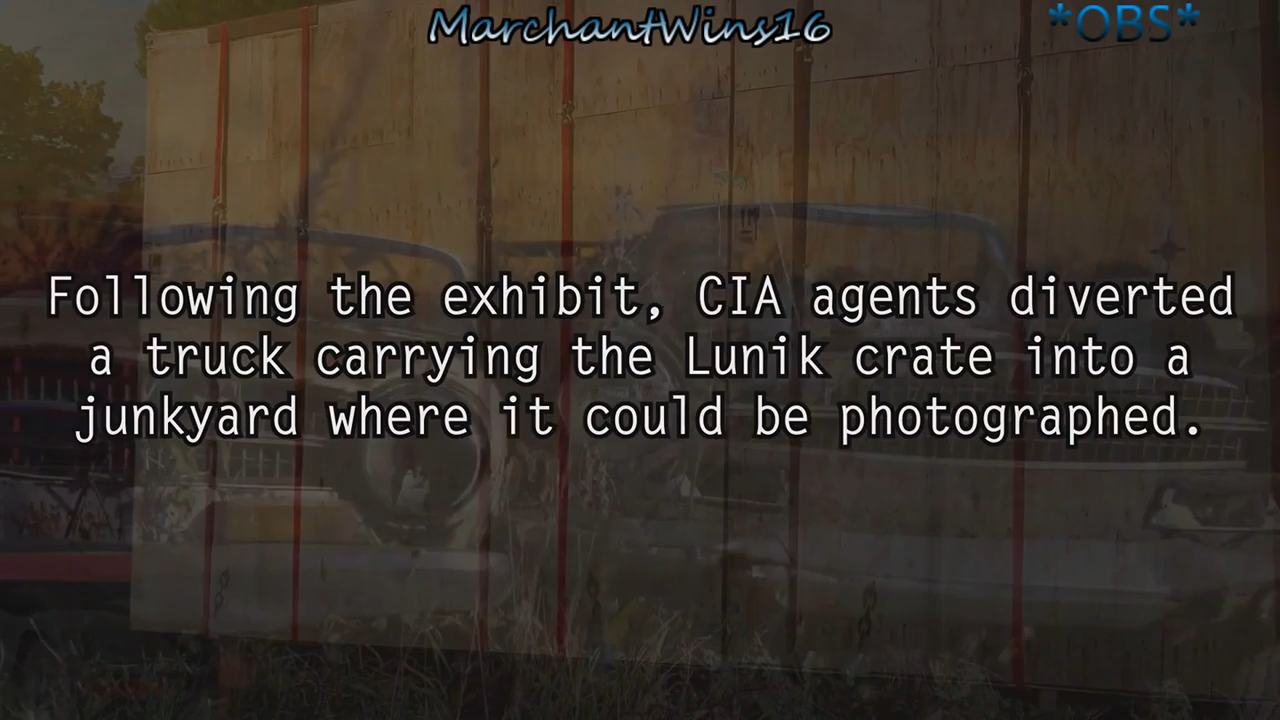 MarchantWins16 *OBS*
Following the exhibit, CIA agents diverted
a truck carrying the Lunik crate into a
junkyard where it could be photographed.